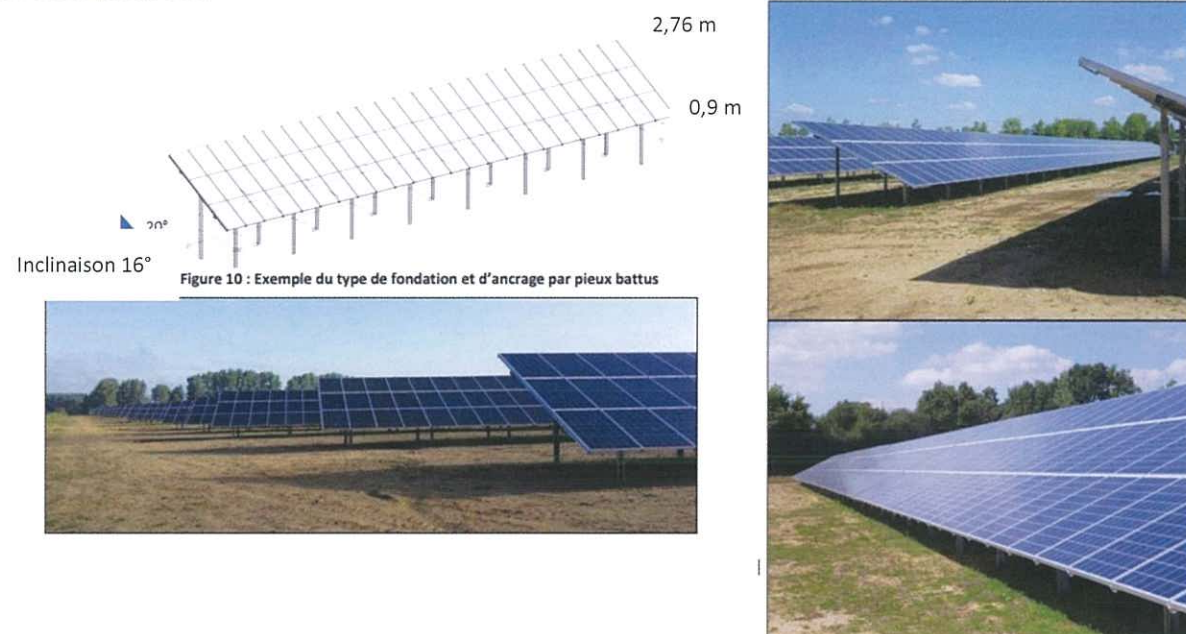 2,76 m
0,9 m
20°
Inclinaison 16°
Figure 10 : Exemple du type de fondation et d'ancrage par pieux battus